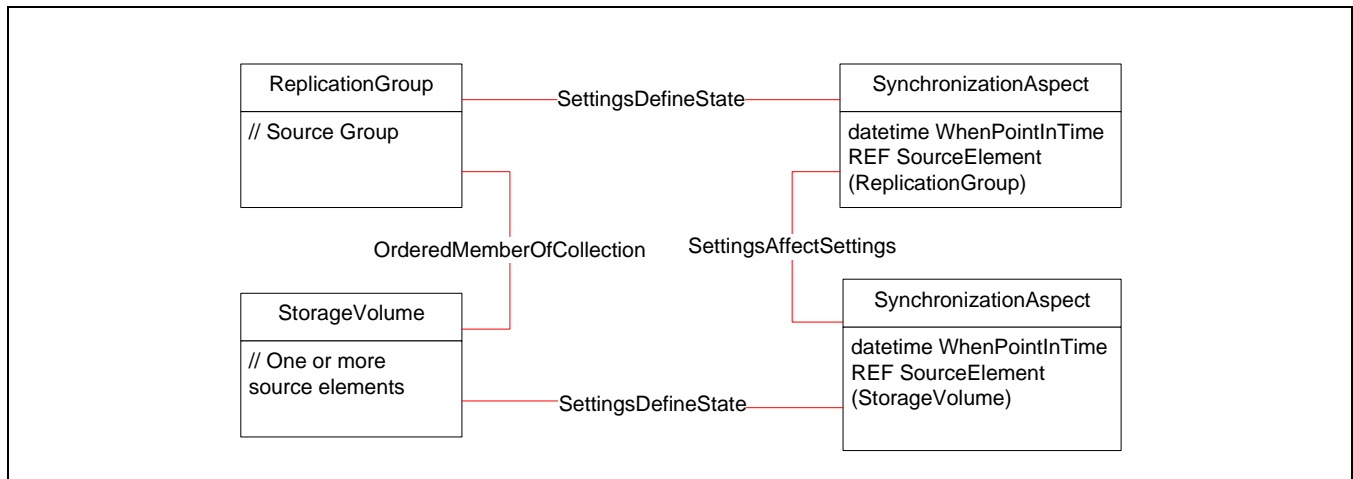 ReplicationGroup
// Source Group
SettingsDefineState
SynchronizationAspect
datetime WhenPointInTime
REF SourceElement
(ReplicationGroup)
OrderedMemberOfCollection
SettingsAffectSettings
StorageVolume
// One or more
source elements
SettingsDefineState
SynchronizationAspect
datetime WhenPointInTime
REF SourceElement
(StorageVolume)